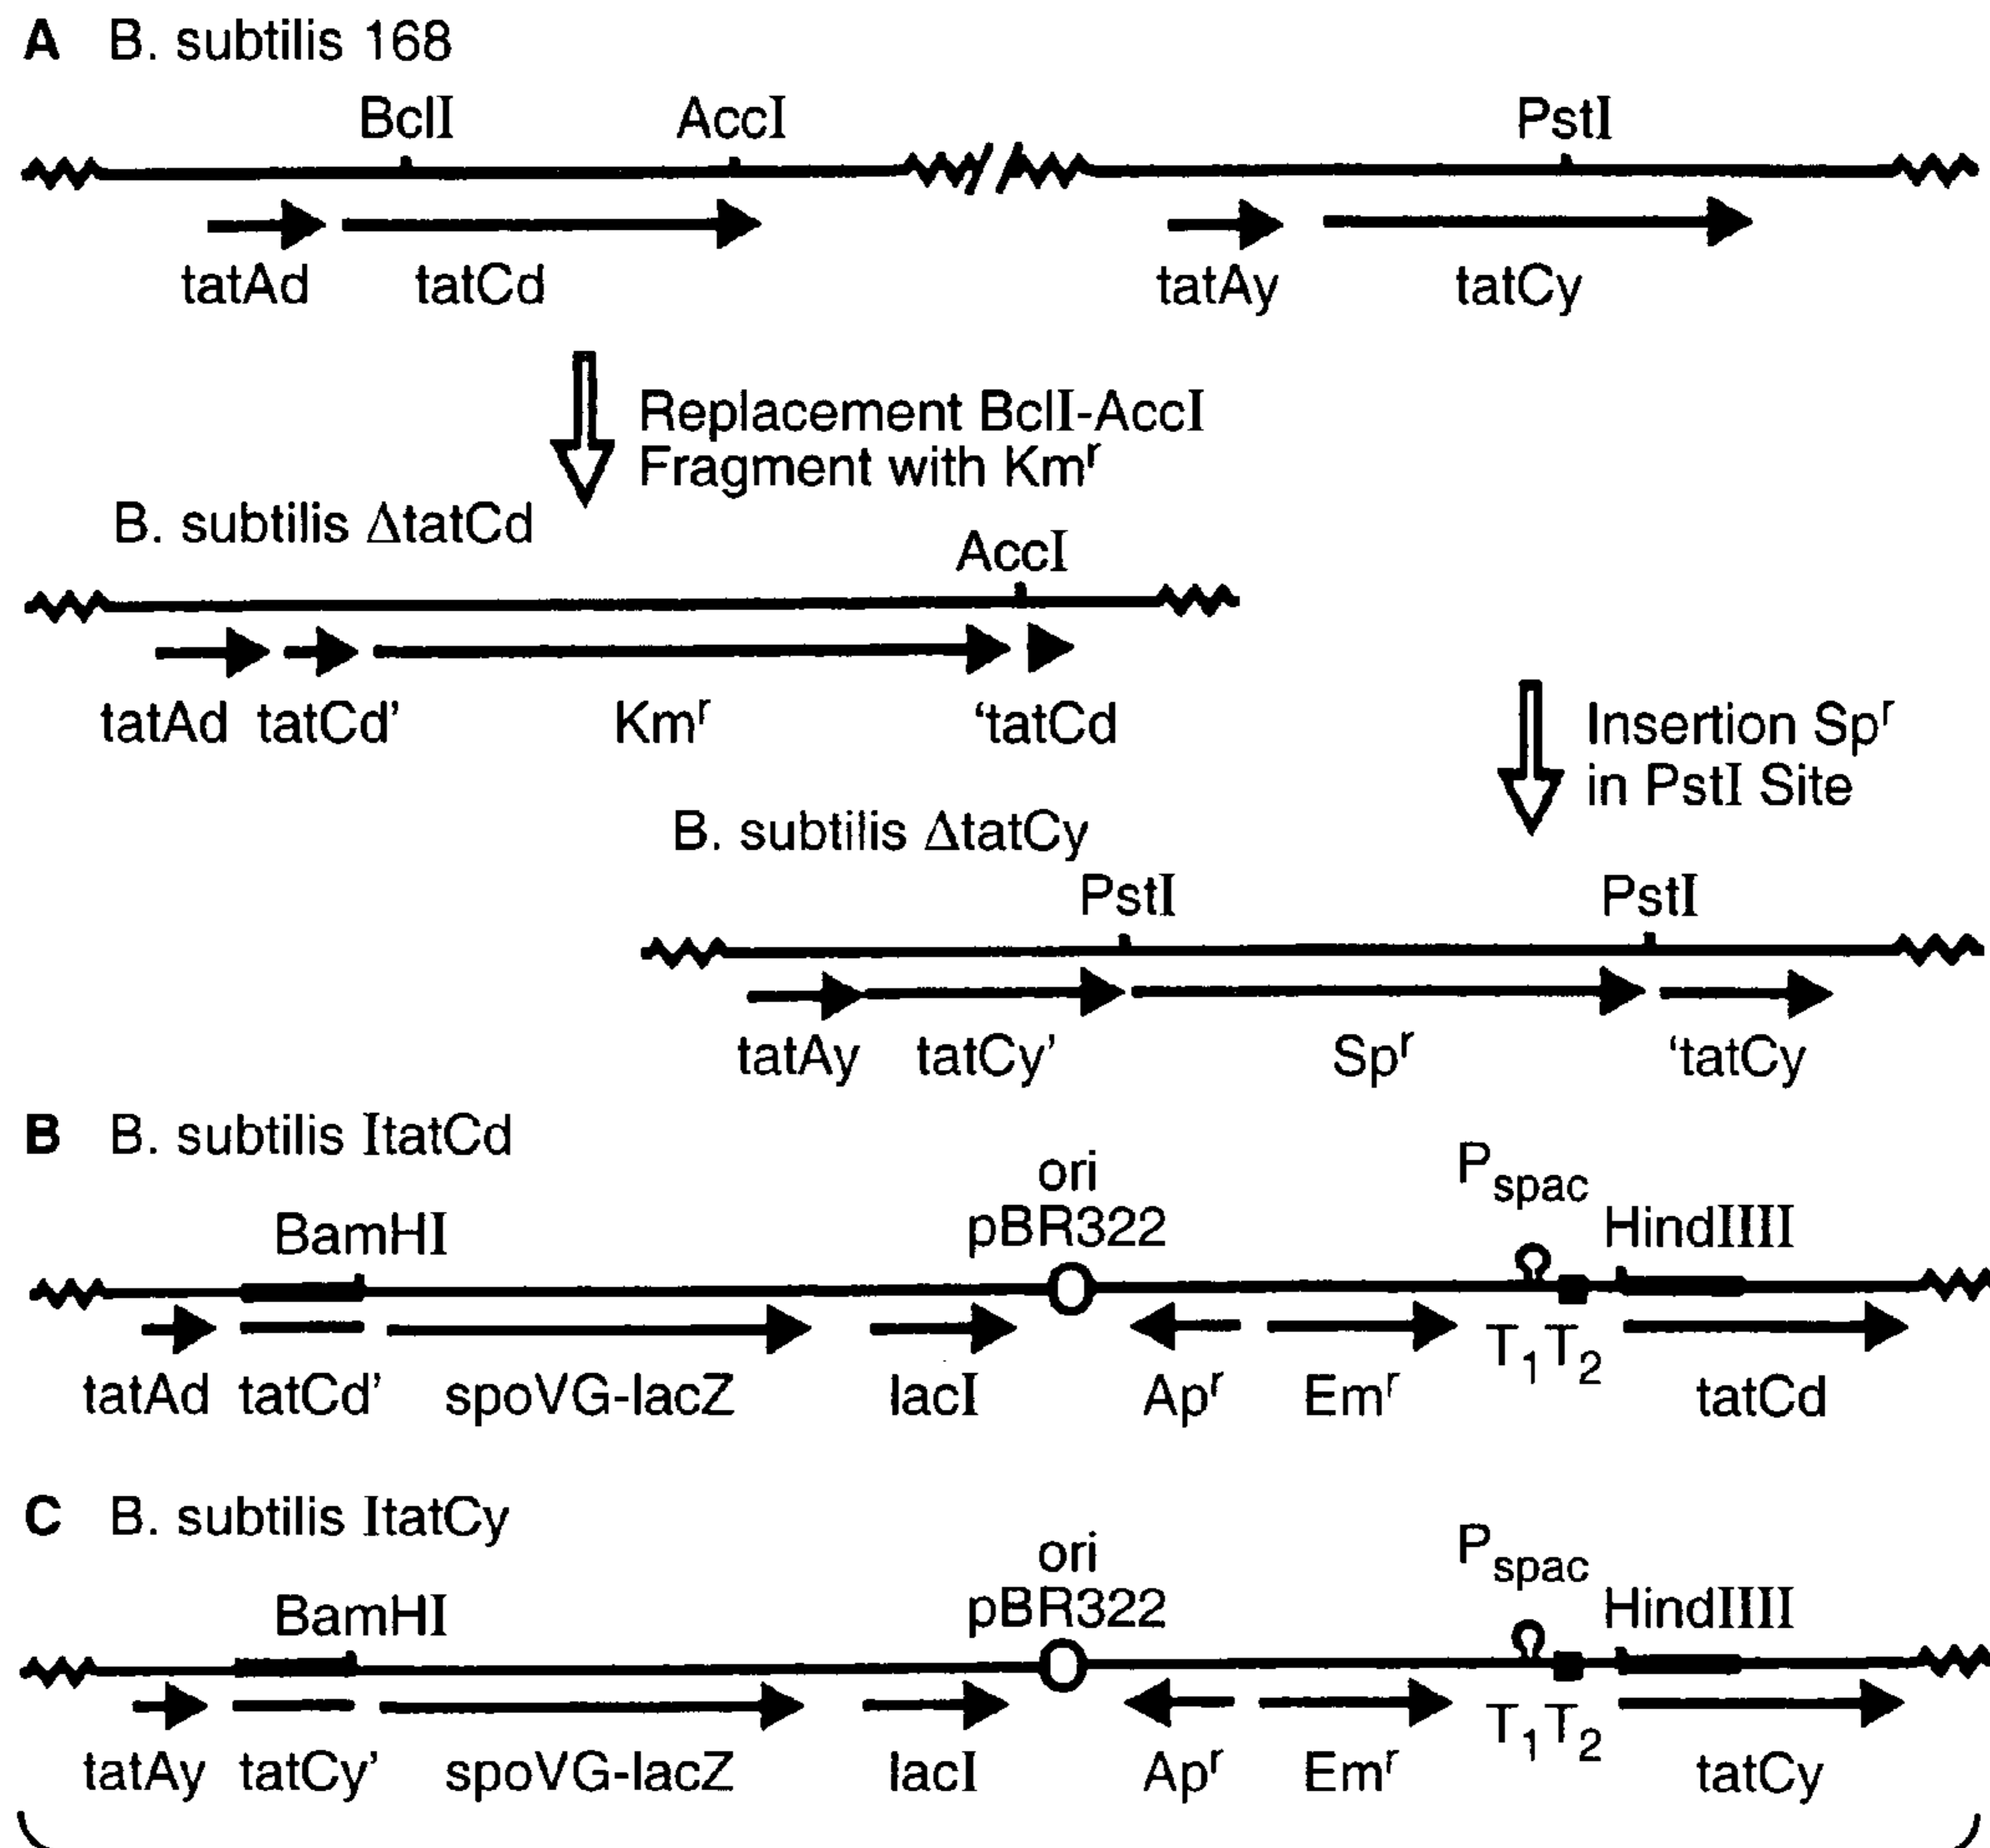 A B. subtilis 168
BclI AccI PstI
tatAd tatCd tatAy tatCy
Replacement BclI-AccI
Fragment with Kmʳ
B. subtilis ΔtatCd
AccI
tatAd tatCd' Kmʳ 'tatCd
Insertion Spʳ
in PstI Site
B. subtilis ΔtatCy
PstI PstI
tatAy tatCy' Spʳ 'tatCy
B B. subtilis ItatCd
ori
pBR322
BamHI Pspac HindIIII
T₁T₂
tatAd tatCd' spoVG-lacZ lacI Apʳ Emʳ tatCd
C B. subtilis ItatCy
ori
pBR322
BamHI Pspac HindIIII
T₁T₂
tatAy tatCy' spoVG-lacZ lacI Apʳ Emʳ tatCy